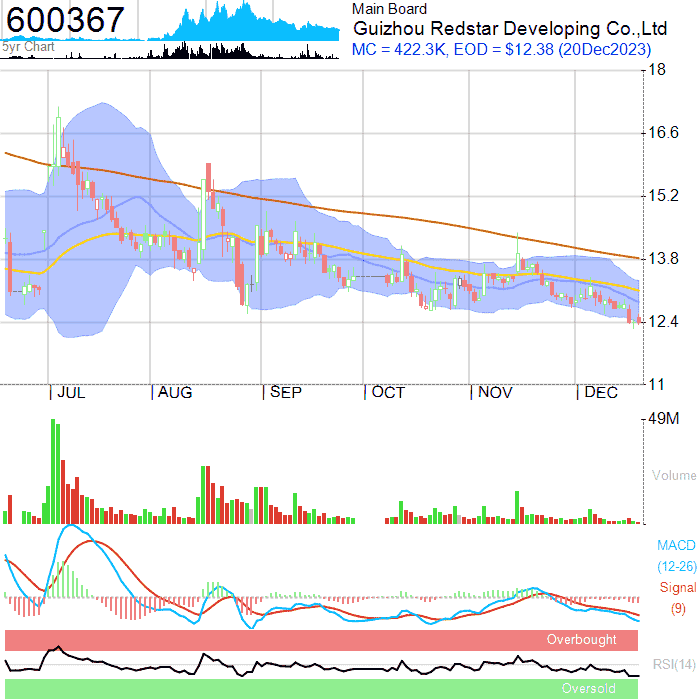 600367
5yr Chart
Main Board
Guizhou Redstar Developing Co.,Ltd
MC = 422.3K, EOD = $12.38 (20Dec2023)
18
16.6
15.2
13.8
12.4
11
JUL AUG SEP OCT NOV DEC
49M
Volume
MACD
(12-26)
Signal
(9)
Overbought
RSI(14)
Oversold